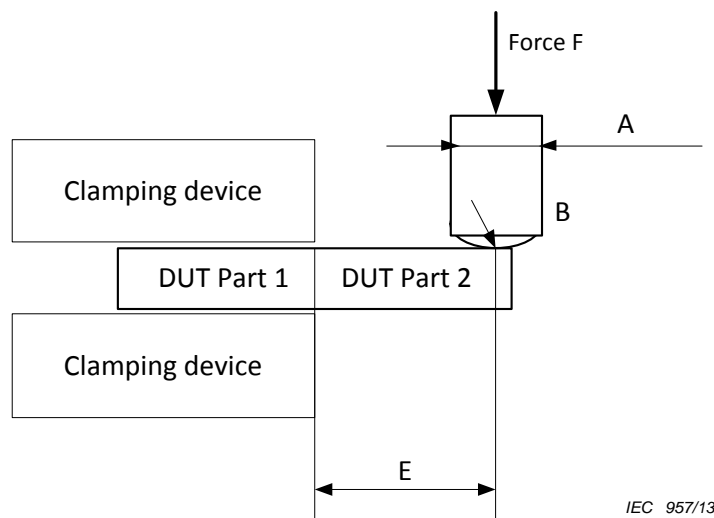 Force F
A
Clamping device
B
DUT Part 1
DUT Part 2
Clamping device
E
IEC 957/13